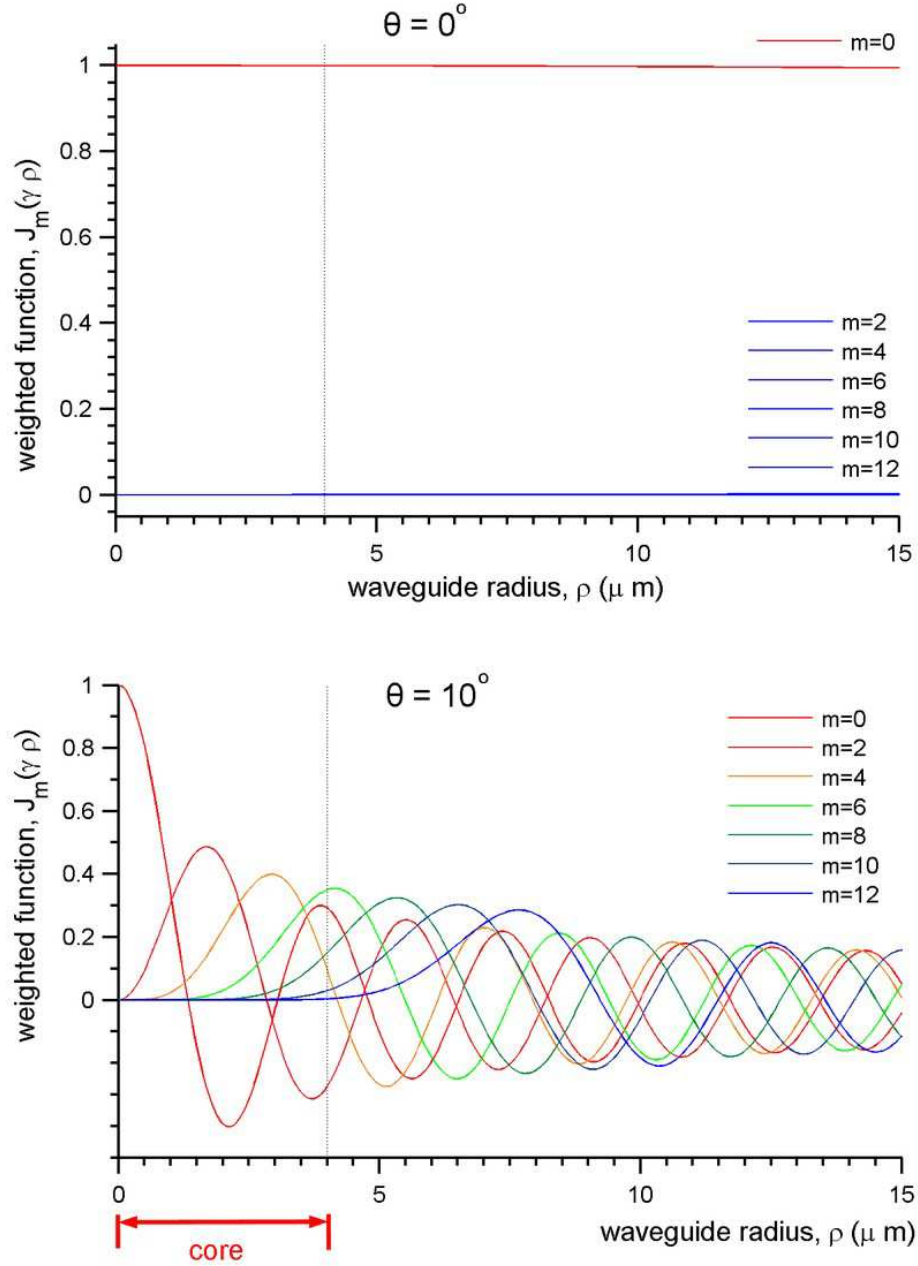 θ = 0°
m=0
1
0.8
0.6
0.4
0.2
0
weighted function, J_m(γ ρ)
m=2
m=4
m=6
m=8
m=10
m=12
0 5 10 15
waveguide radius, ρ (μ m)
θ = 10°
1
0.8
0.6
0.4
0.2
0
weighted function, J_m(γ ρ)
m=0
m=2
m=4
m=6
m=8
m=10
m=12
0 5 10 15
waveguide radius, ρ (μ m)
core